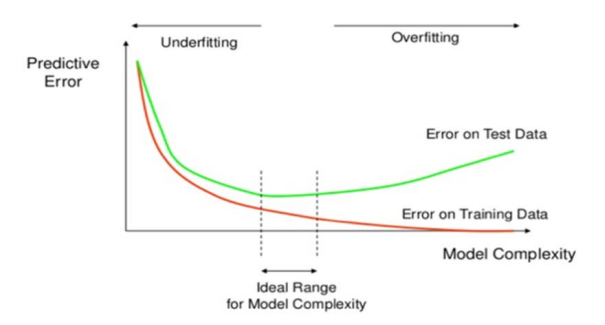 Underfitting
Overfitting
Predictive
Error
Error on Test Data
Error on Training Data
Model Complexity
Ideal Range
for Model Complexity